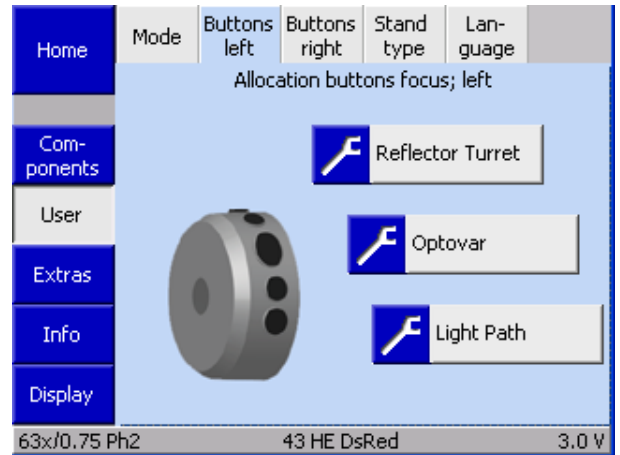 Home
Mode
Buttons
left
Buttons
right
Stand
type
Lan-
guage
Allocation buttons focus; left
Com-
ponents
User
Extras
Info
Display
Reflector Turret
Optovar
Light Path
63x/0.75 Ph2 43 HE DsRed 3.0 V